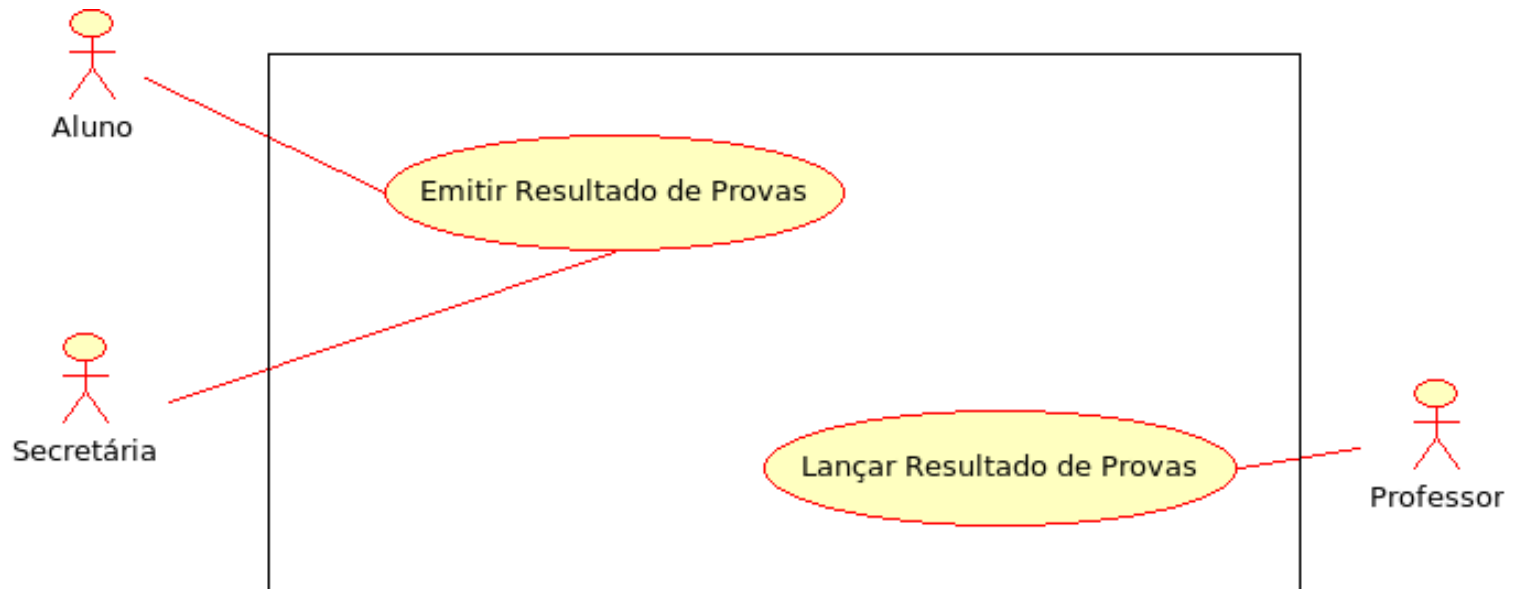 Aluno
Emitir Resultado de Provas
Secretária
Lançar Resultado de Provas
Professor